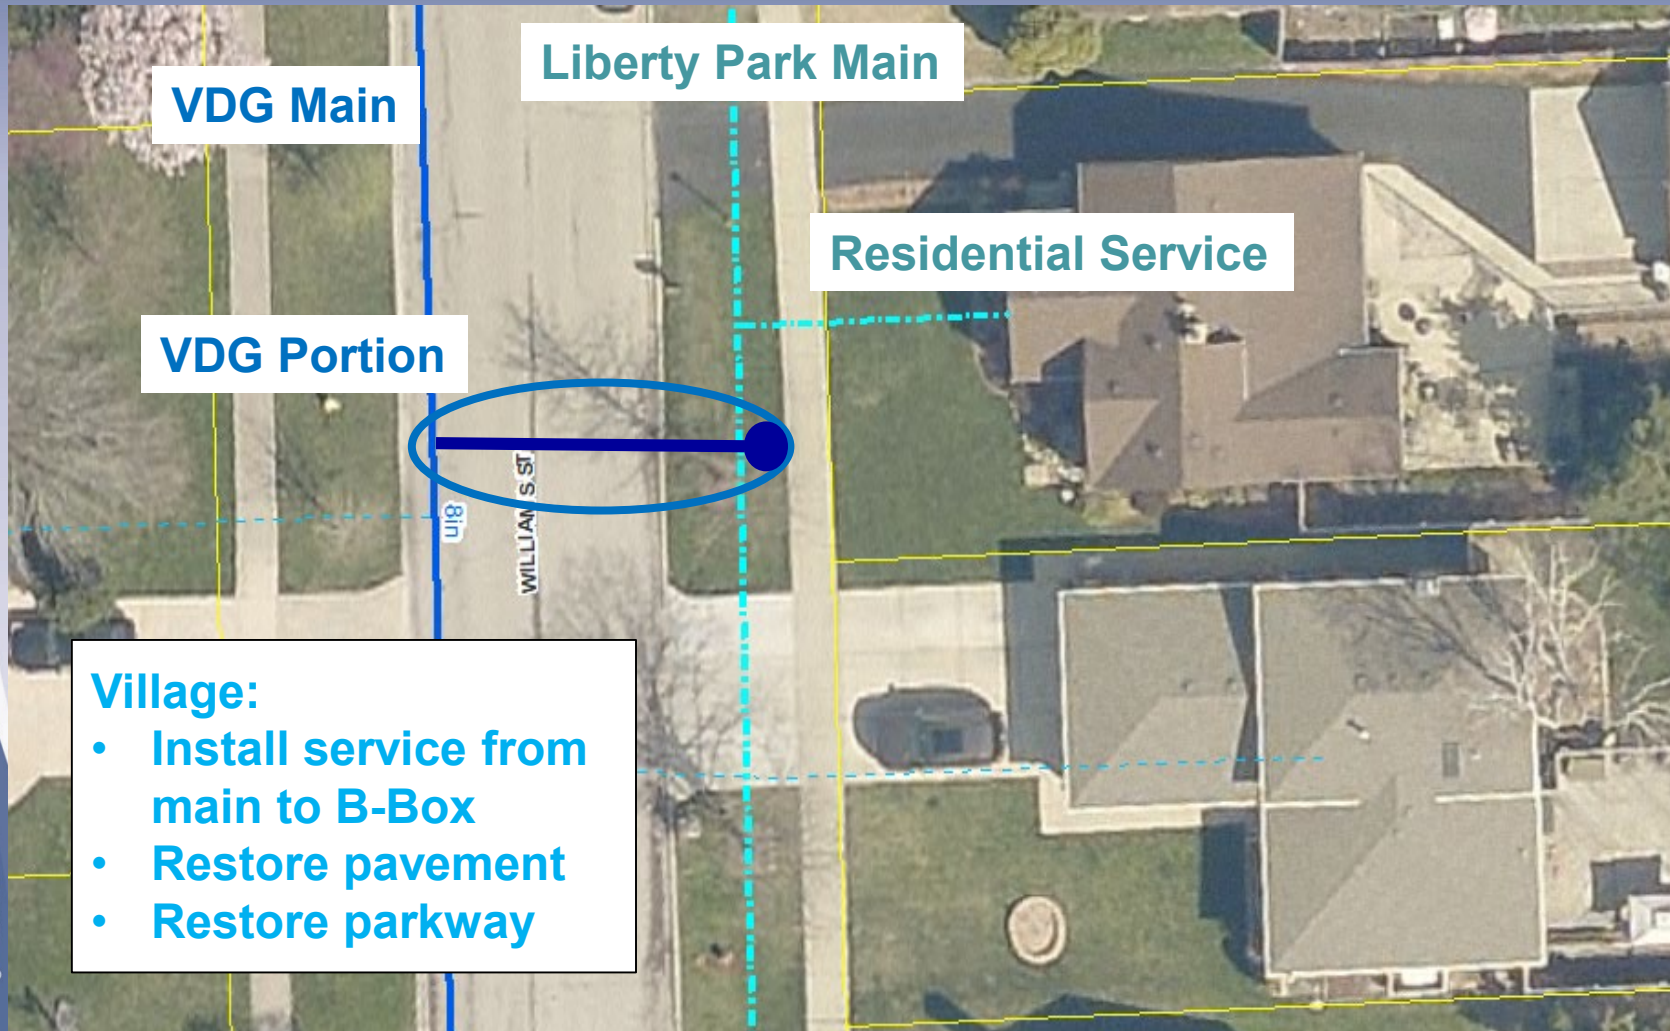 Liberty Park Main
VDG Main
Residential Service
VDG Portion
8in
WILLIAMS ST
Village:
• Install service from
main to B-Box
• Restore pavement
• Restore parkway